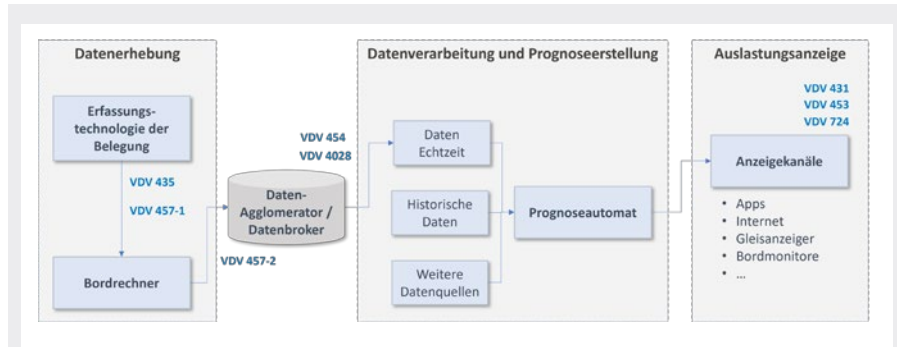 Datenerhebung
Erfassungs-
technologie der
Belegung
VDV 435
VDV 457-1
Bordrechner
VDV 457-2
Daten-
Agglomerator /
Datenbroker
VDV 454
VDV 4028
Datenverarbeitung und Prognoseerstellung
Daten
Echtzeit
Historische
Daten
Weitere
Datenquellen
Prognoseautomat
Auslastungsanzeige
VDV 431
VDV 453
VDV 724
Anzeigekanäle
• Apps
• Internet
• Gleisanzeiger
• Bordmonitore
• ...